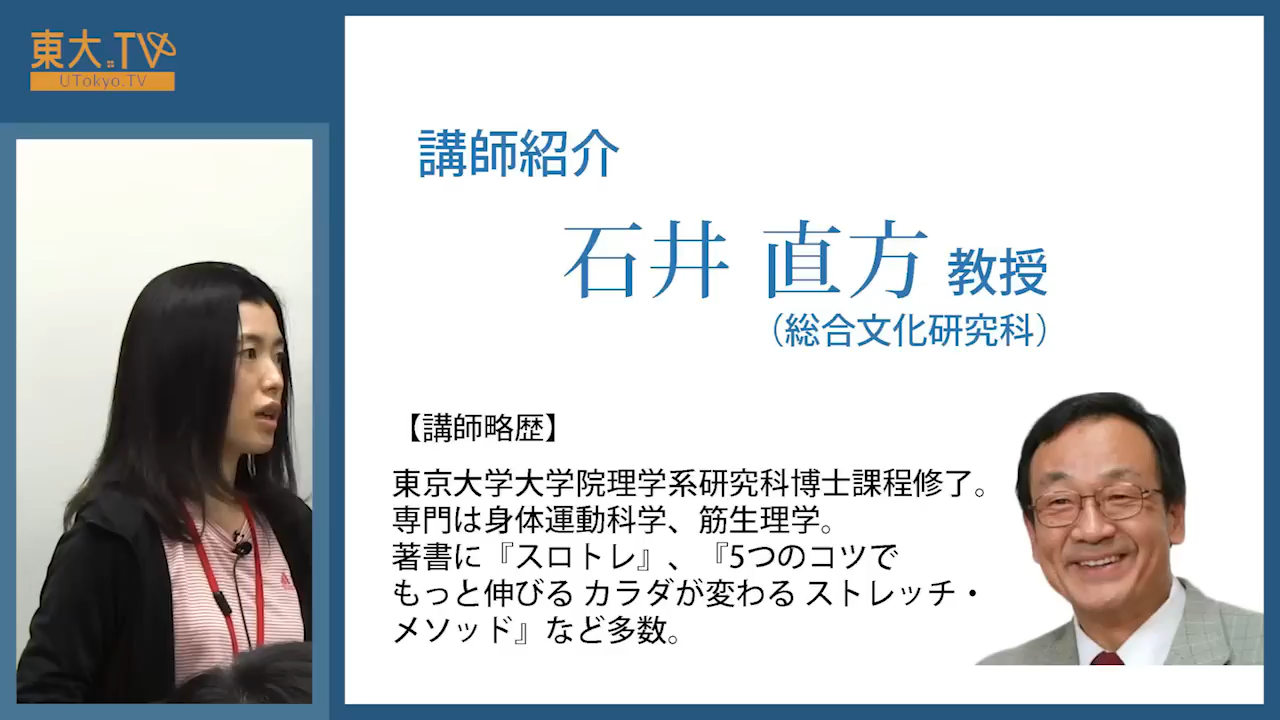 東大.TV
UTokyo.TV
講師紹介
石井 直方 教授
（総合文化研究科）
【講師略歴】
東京大学大学院理学系研究科博士課程修了。
専門は身体運動科学、筋生理学。
著書に『スロトレ』、『5つのコツで
もっと伸びる カラダが変わる ストレッチ・
メソッド』など多数。